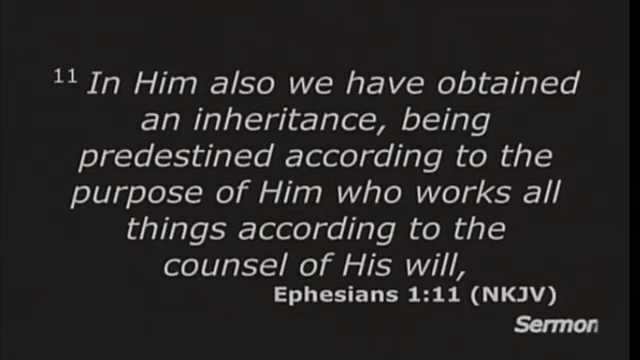 11 In Him also we have obtained
an inheritance, being
predestined according to the
purpose of Him who works all
things according to the
counsel of His will,
Ephesians 1:11 (NKJV)
Sermon